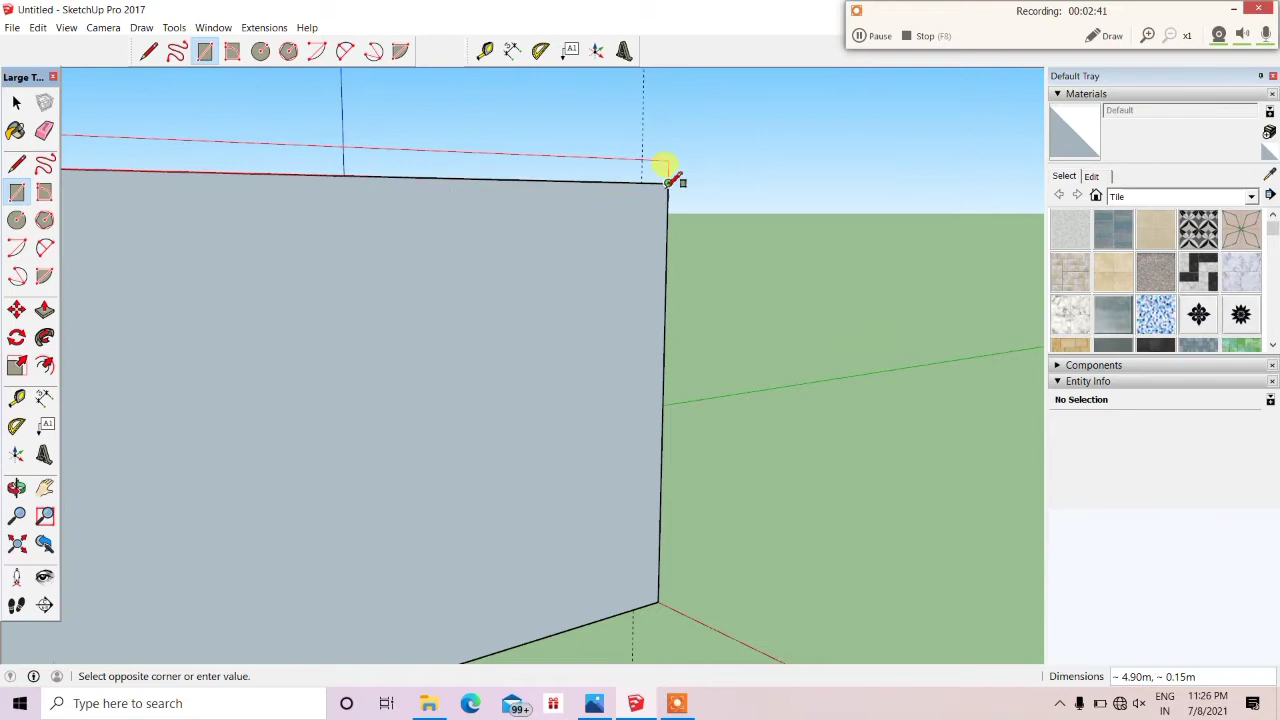 Untitled - SketchUp Pro 2017
Recording: 00:02:41
File Edit View Camera Draw Tools Window Extensions Help
Pause Stop (F8) Draw x1
A1
Large T...
Default Tray
Materials
Default
Select Edit
Tile
Components
Entity Info
No Selection
A1
Select opposite corner or enter value.
Dimensions ~ 4.90m, ~ 0.15m
Type here to search
99+
ENG
IN
11:26 PM
7/8/2021